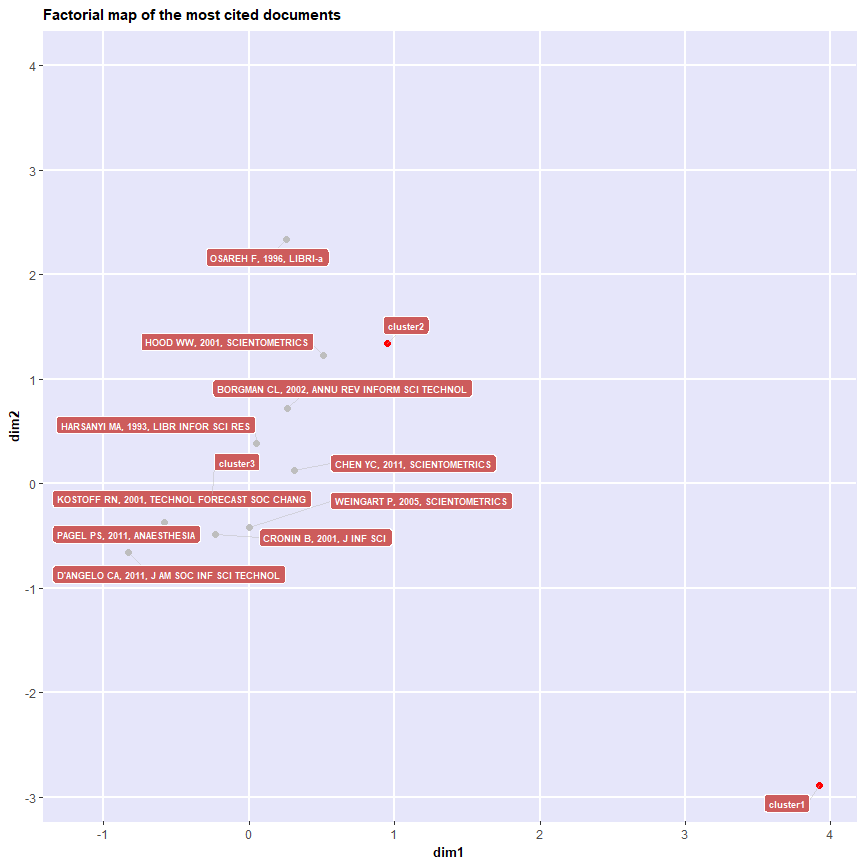 Factorial map of the most cited documents
4
3
2
1
0
-1
-2
-3
dim2
OSAREH F, 1996, LIBRI-a
cluster2
HOOD WW, 2001, SCIENTOMETRICS
BORGMAN CL, 2002, ANNU REV INFORM SCI TECHNOL
HARSANYI MA, 1993, LIBR INFOR SCI RES
cluster3
CHEN YC, 2011, SCIENTOMETRICS
KOSTOFF RN, 2001, TECHNOL FORECAST SOC CHANG
WEINGART P, 2005, SCIENTOMETRICS
PAGEL PS, 2011, ANAESTHESIA
CRONIN B, 2001, J INF SCI
D'ANGELO CA, 2011, J AM SOC INF SCI TECHNOL
cluster1
-1 0 1 2 3 4
dim1